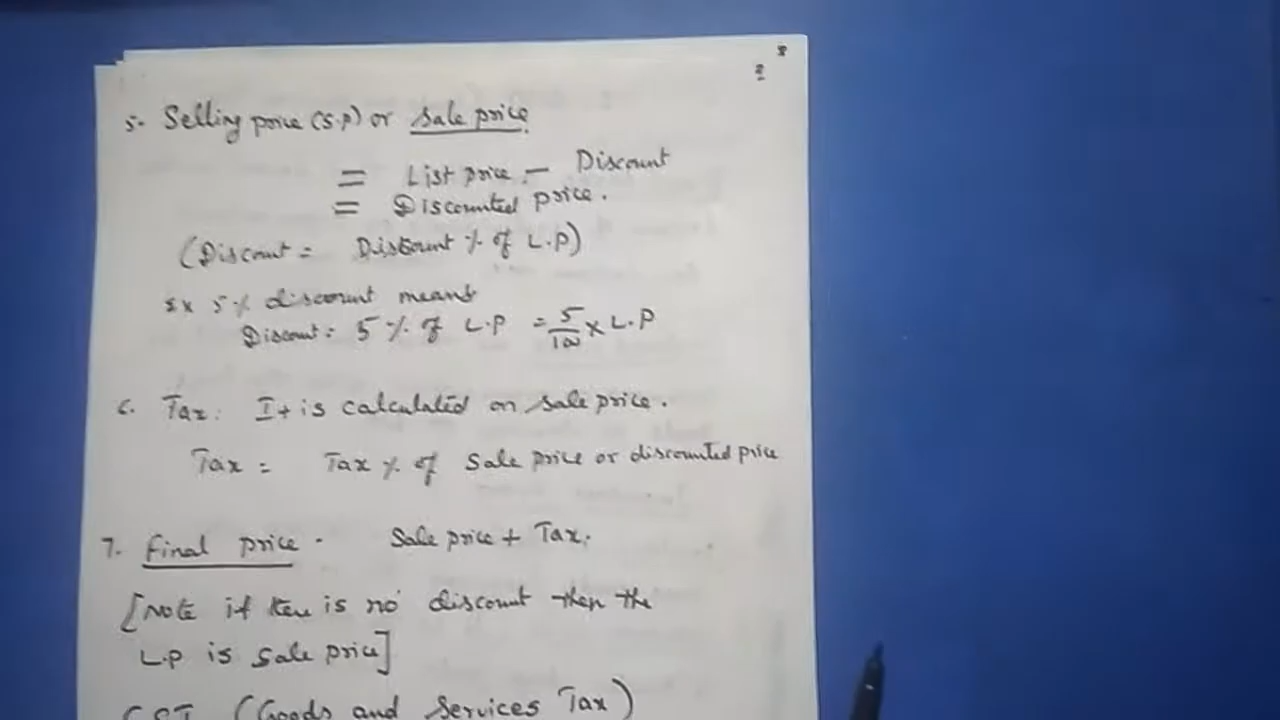 5. Selling price (S.P) or Sale price
= List price - Discount
= Discounted price.
(Discount = Discount % of L.P)
Ex 5% discount means
Discount = 5 % of L.P = 5/100 x L.P
6. Tax: It is calculated on sale price.
Tax = Tax % of Sale price or discounted price
7. Final price - Sale price + Tax.
[Note if there is no discount then the
L.P is Sale price]
GST (Goods and Services Tax)